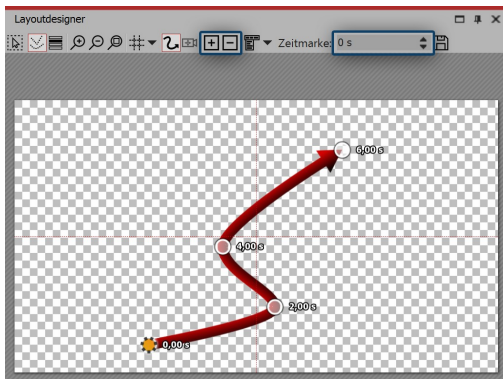 Layoutdesigner
Zeitmarke: 0 s
6,00 s
4,00 s
2,00 s
0,00 s